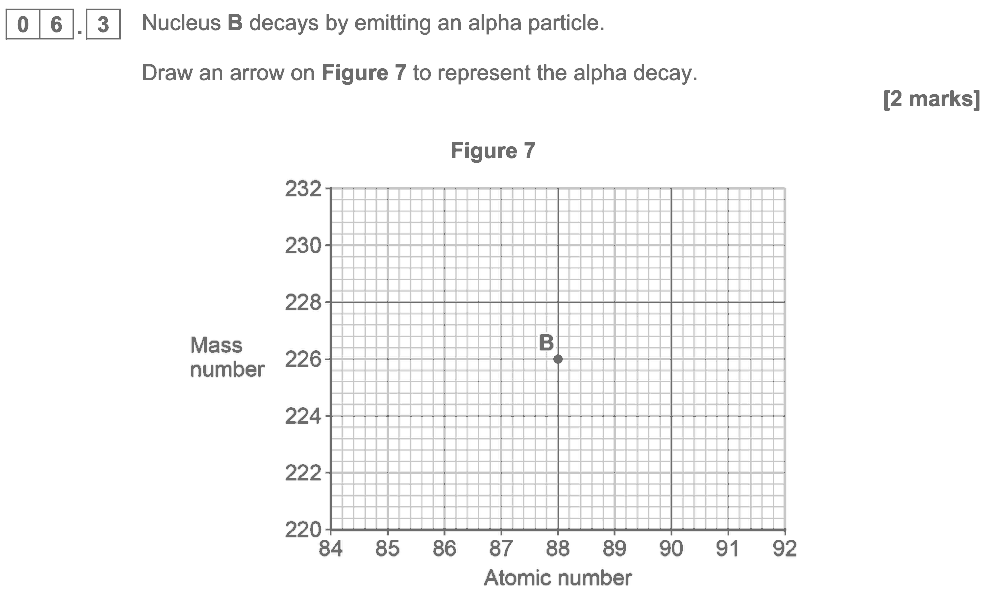 0 6 . 3 Nucleus B decays by emitting an alpha particle.
Draw an arrow on Figure 7 to represent the alpha decay.
[2 marks]
Figure 7
232
230
228
B
Mass
number
226
224
222
220
84 85 86 87 88 89 90 91 92
Atomic number